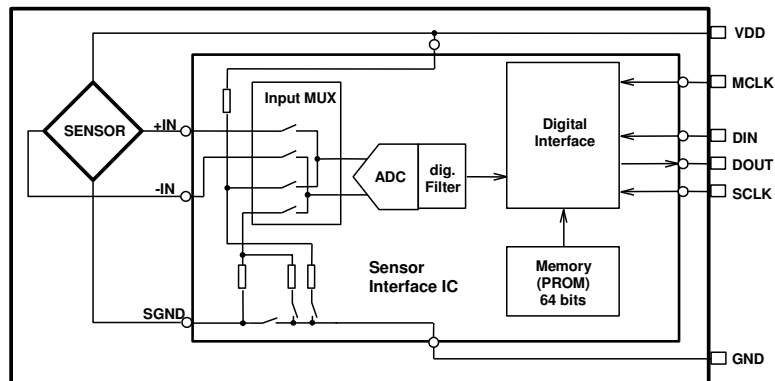 VDD
MCLK
DIN
DOUT
SCLK
GND
SENSOR
+IN
-IN
SGND
Input MUX
ADC
dig.
Filter
Digital
Interface
Memory
(PROM)
64 bits
Sensor
Interface IC